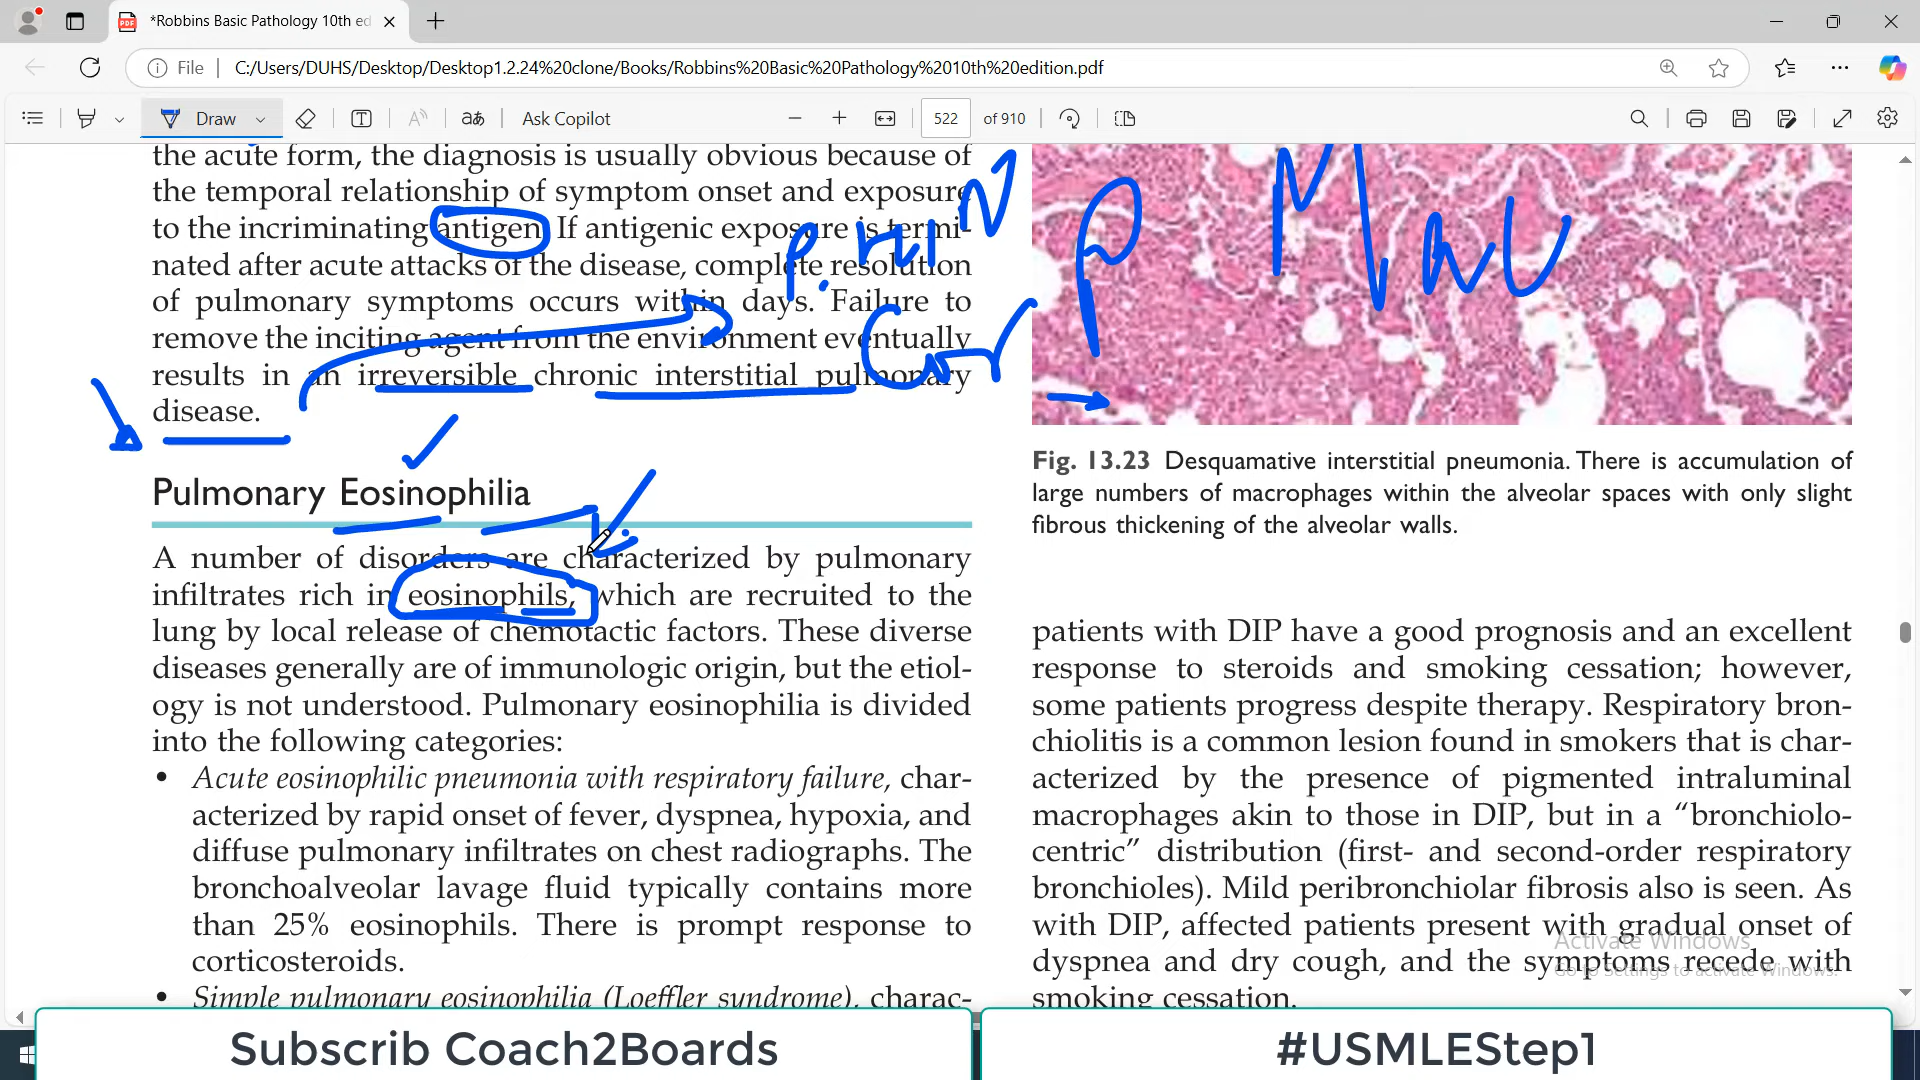 *Robbins Basic Pathology 10th ed
File
C:/Users/DUHS/Desktop/Desktop1.2.24%20clone/Books/Robbins%20Basic%20Pathology%2010th%20edition.pdf
Draw
aあ
Ask Copilot
522 of 910
the acute form, the diagnosis is usually obvious because of
the temporal relationship of symptom onset and exposure
to the incriminating antigen. If antigenic exposure is termi-
nated after acute attacks of the disease, complete resolution
of pulmonary symptoms occurs within days. Failure to
remove the inciting agent from the environment eventually
results in an irreversible chronic interstitial pulmonary
disease.
Pulmonary Eosinophilia
A number of disorders are characterized by pulmonary
infiltrates rich in eosinophils, which are recruited to the
lung by local release of chemotactic factors. These diverse
diseases generally are of immunologic origin, but the etiol-
ogy is not understood. Pulmonary eosinophilia is divided
into the following categories:
• Acute eosinophilic pneumonia with respiratory failure, char-
acterized by rapid onset of fever, dyspnea, hypoxia, and
diffuse pulmonary infiltrates on chest radiographs. The
bronchoalveolar lavage fluid typically contains more
than 25% eosinophils. There is prompt response to
corticosteroids.
• Simple pulmonary eosinophilia (Loeffler syndrome), charac-
P
Mac
Fig. 13.23 Desquamative interstitial pneumonia. There is accumulation of
large numbers of macrophages within the alveolar spaces with only slight
fibrous thickening of the alveolar walls.
patients with DIP have a good prognosis and an excellent
response to steroids and smoking cessation; however,
some patients progress despite therapy. Respiratory bron-
chiolitis is a common lesion found in smokers that is char-
acterized by the presence of pigmented intraluminal
macrophages akin to those in DIP, but in a “bronchiolo-
centric” distribution (first- and second-order respiratory
bronchioles). Mild peribronchiolar fibrosis also is seen. As
with DIP, affected patients present with gradual onset of
dyspnea and dry cough, and the symptoms recede with
smoking cessation.
Activate Windows
Go to Settings to activate Windows.
Subscrib Coach2Boards
#USMLEStep1